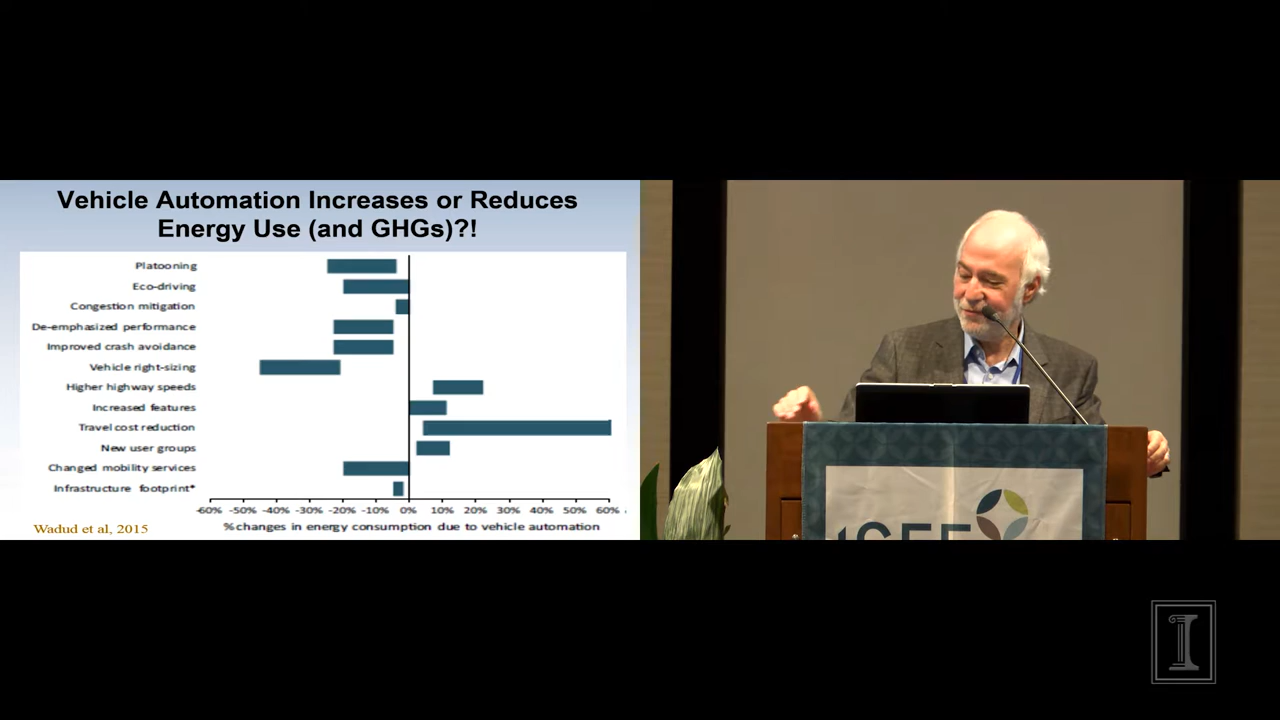 Vehicle Automation Increases or Reduces
Energy Use (and GHGs)?!
Platooning
Eco-driving
Congestion mitigation
De-emphasized performance
Improved crash avoidance
Vehicle right-sizing
Higher highway speeds
Increased features
Travel cost reduction
New user groups
Changed mobility services
Infrastructure footprint*
-60% -50% -40% -30% -20% -10% 0% 10% 20% 30% 40% 50% 60%
% changes in energy consumption due to vehicle automation
Wadud et al, 2015
I